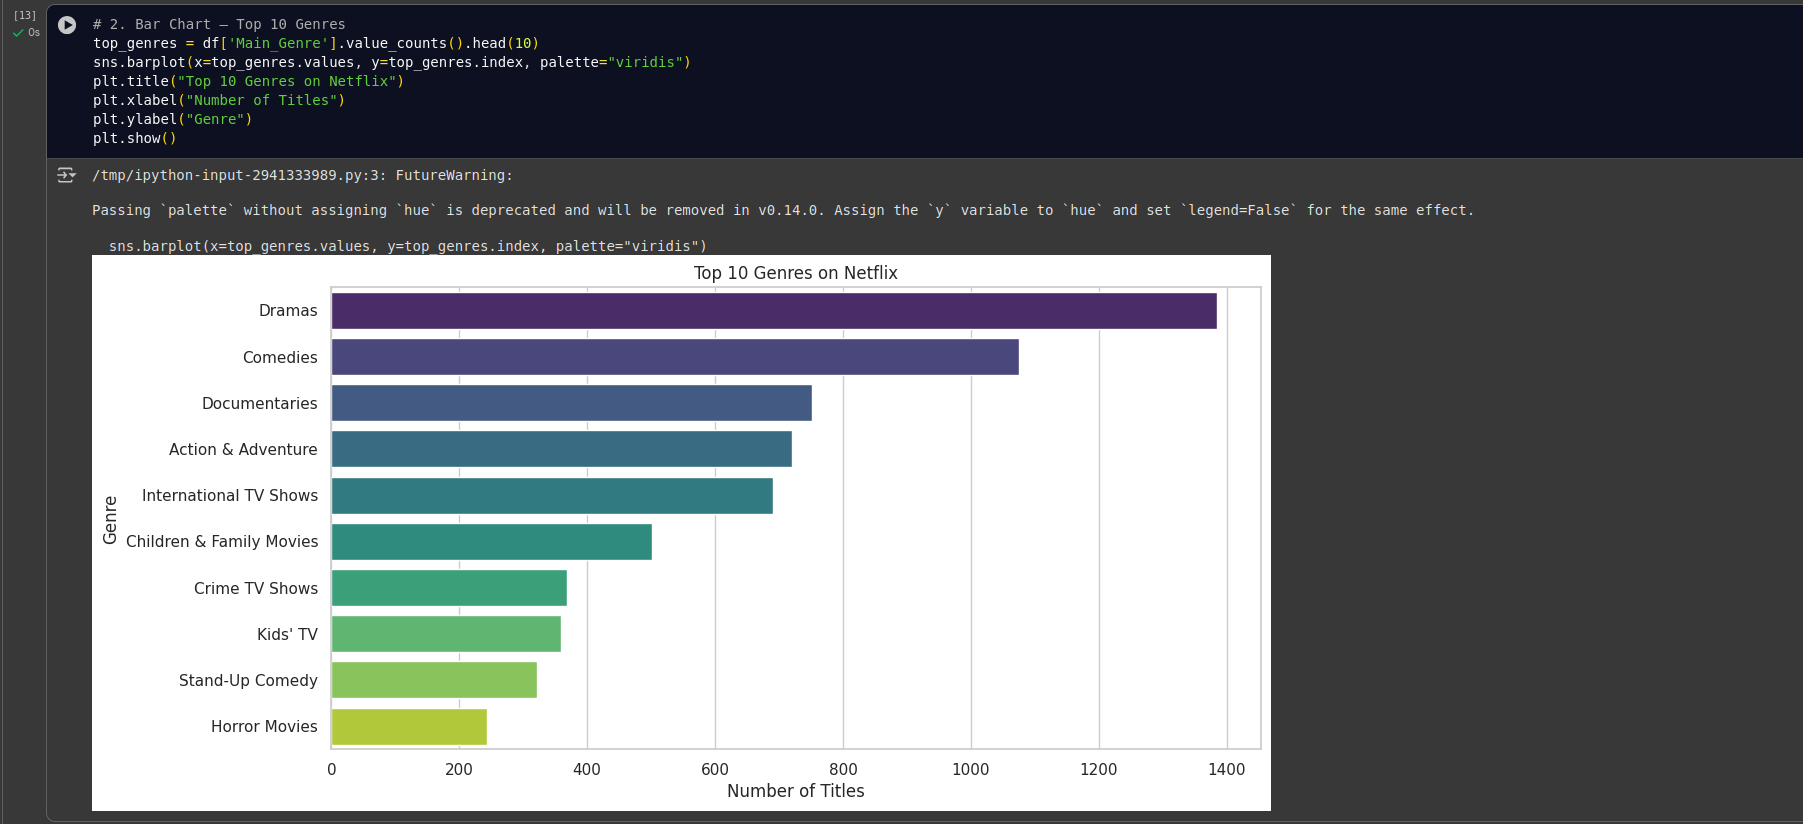 [13]
0s
# 2. Bar Chart – Top 10 Genres
top_genres = df['Main_Genre'].value_counts().head(10)
sns.barplot(x=top_genres.values, y=top_genres.index, palette="viridis")
plt.title("Top 10 Genres on Netflix")
plt.xlabel("Number of Titles")
plt.ylabel("Genre")
plt.show()
/tmp/ipython-input-2941333989.py:3: FutureWarning:
Passing `palette` without assigning `hue` is deprecated and will be removed in v0.14.0. Assign the `y` variable to `hue` and set `legend=False` for the same effect.
sns.barplot(x=top_genres.values, y=top_genres.index, palette="viridis")
Top 10 Genres on Netflix
Genre
Dramas
Comedies
Documentaries
Action & Adventure
International TV Shows
Children & Family Movies
Crime TV Shows
Kids' TV
Stand-Up Comedy
Horror Movies
0 200 400 600 800 1000 1200 1400
Number of Titles